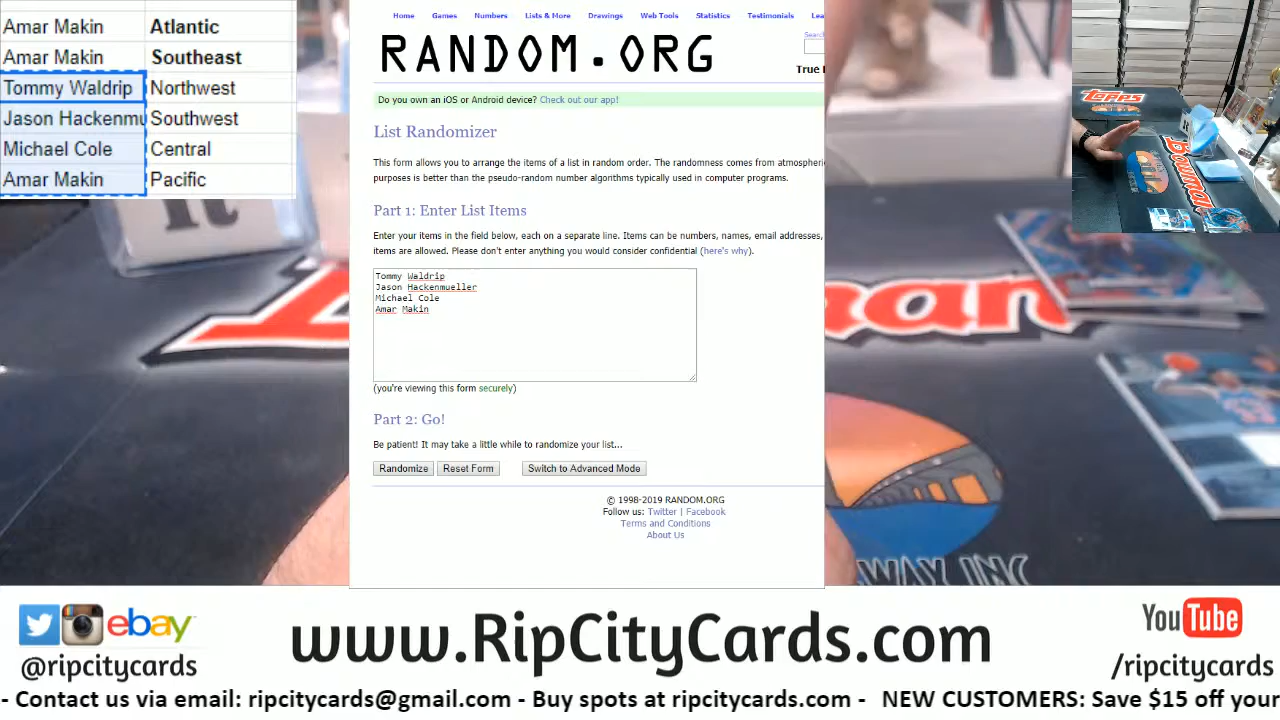 Amar Makin Atlantic
Amar Makin Southeast
Tommy Waldrip Northwest
Jason Hackenmu Southwest
Michael Cole Central
Amar Makin Pacific
Home Games Numbers Lists & More Drawings Web Tools Statistics Testimonials Lea
RANDOM.ORG
Search
True
Do you own an iOS or Android device? Check out our app!
List Randomizer
This form allows you to arrange the items of a list in random order. The randomness comes from atmospheric
purposes is better than the pseudo-random number algorithms typically used in computer programs.
Part 1: Enter List Items
Enter your items in the field below, each on a separate line. Items can be numbers, names, email addresses,
items are allowed. Please don't enter anything you would consider confidential (here's why).
Tommy Waldrip
Jason Hackenmueller
Michael Cole
Amar Makin
(you're viewing this form securely)
Part 2: Go!
Be patient! It may take a little while to randomize your list...
Randomize Reset Form Switch to Advanced Mode
© 1998-2019 RANDOM.ORG
Follow us: Twitter | Facebook
Terms and Conditions
About Us
it
Topps
Bowman
WAY INC
ebay
@ripcitycards
www.RipCityCards.com
YouTube
/ripcitycards
- Contact us via email: ripcitycards@gmail.com - Buy spots at ripcitycards.com - NEW CUSTOMERS: Save $15 off your